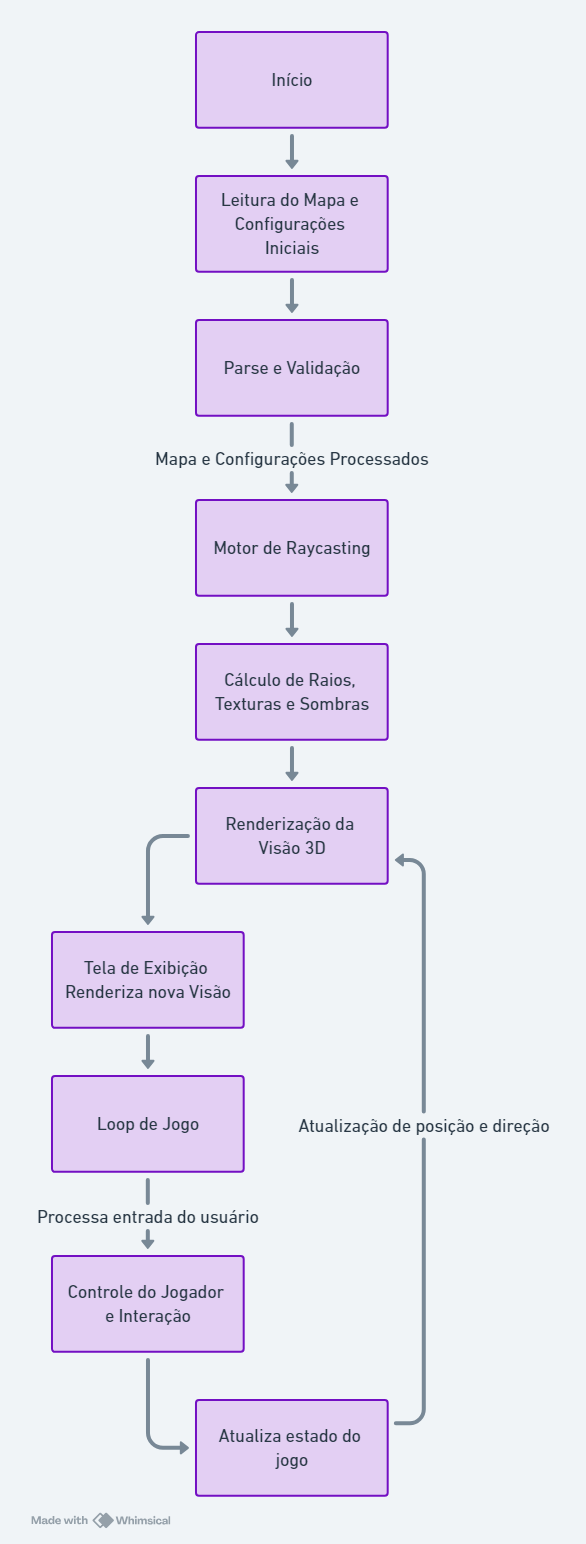 Início
Leitura do Mapa e
Configurações
Iniciais
Parse e Validação
Mapa e Configurações Processados
Motor de Raycasting
Cálculo de Raios,
Texturas e Sombras
Renderização da
Visão 3D
Tela de Exibição
Renderiza nova Visão
Loop de Jogo
Atualização de posição e direção
Processa entrada do usuário
Controle do Jogador
e Interação
Atualiza estado do
jogo
Made with Whimsical